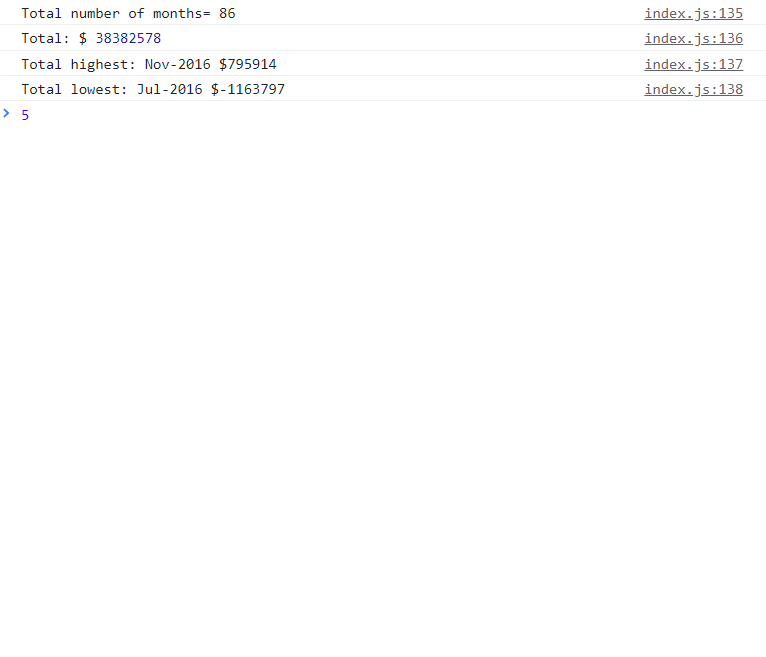 Total number of months= 86 index.js:135
Total: $ 38382578 index.js:136
Total highest: Nov-2016 $795914 index.js:137
Total lowest: Jul-2016 $-1163797 index.js:138
> 5